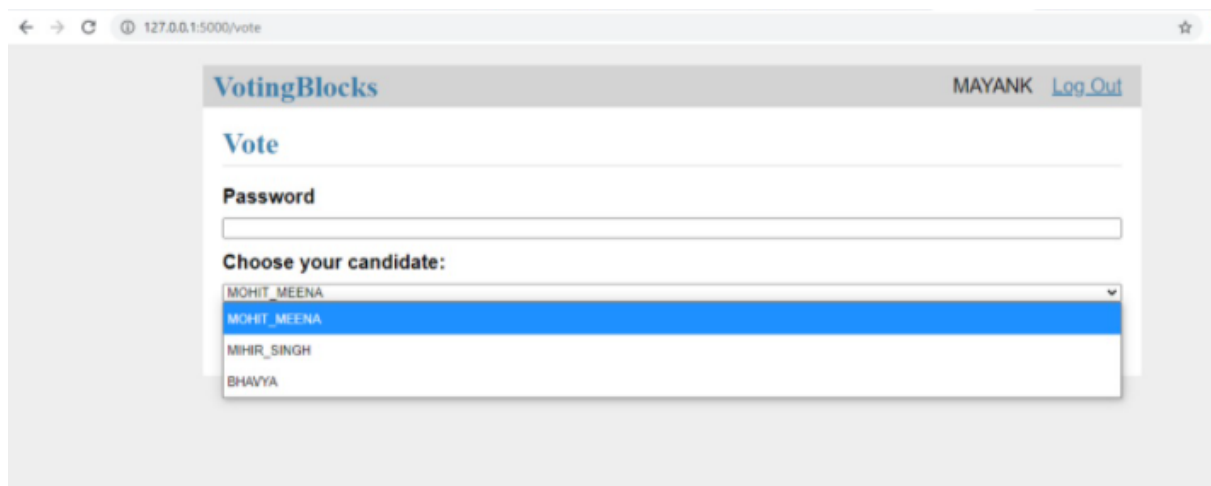 127.0.0.1:5000/vote
VotingBlocks MAYANK Log Out
Vote
Password
Choose your candidate:
MOHIT_MEENA
MOHIT_MEENA
MIHIR_SINGH
BHAVYA